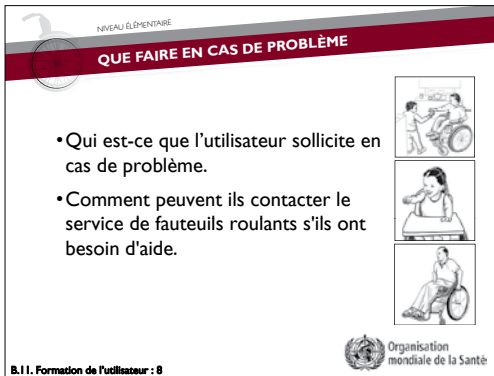 NIVEAU ÉLÉMENTAIRE
QUE FAIRE EN CAS DE PROBLÈME
•Qui est-ce que l'utilisateur sollicite en
cas de problème.
•Comment peuvent ils contacter le
service de fauteuils roulants s'ils ont
besoin d'aide.
Organisation
mondiale de la Santé
B.11. Formation de l'utilisateur : 8